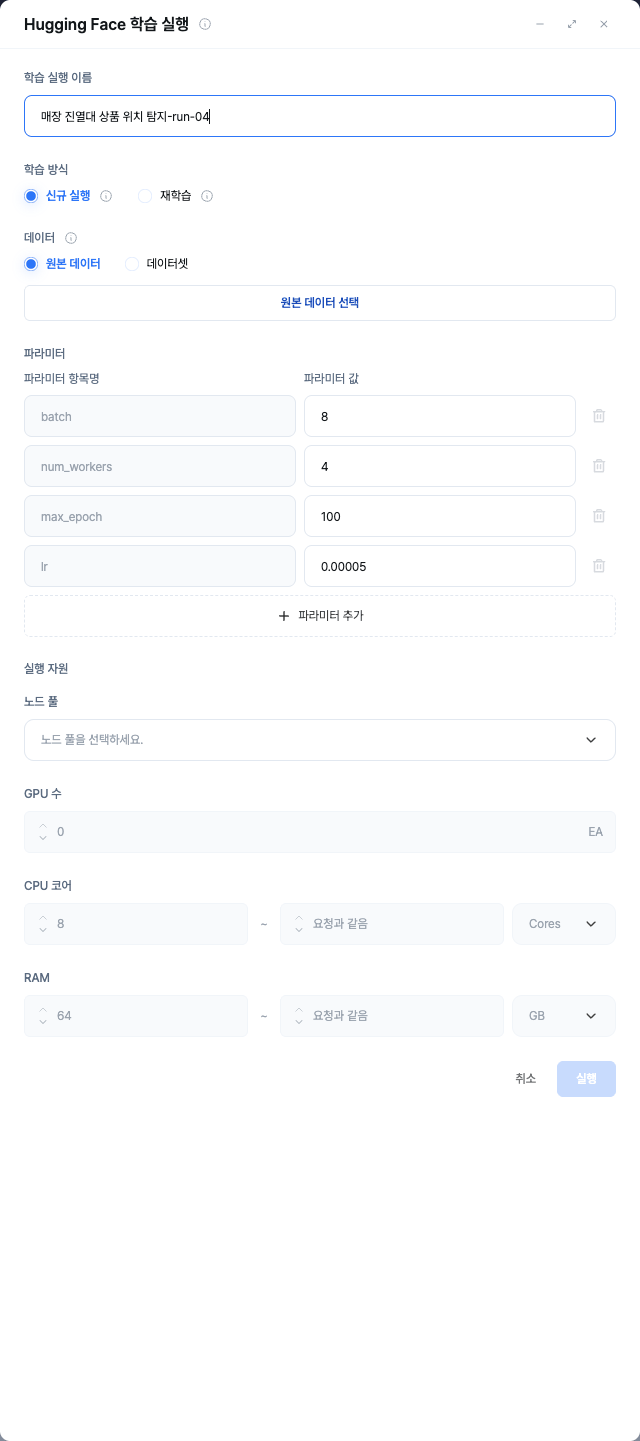 Hugging Face 학습 실행
학습 실행 이름
매장 진열대 상품 위치 탐지-run-04
학습 방식
신규 실행 재학습
데이터
원본 데이터 데이터셋
원본 데이터 선택
파라미터
파라미터 항목명 파라미터 값
batch 8
num_workers 4
max_epoch 100
lr 0.00005
+ 파라미터 추가
실행 자원
노드 풀
노드 풀을 선택하세요.
GPU 수
0 EA
CPU 코어
8 ~ 요청과 같음 Cores
RAM
64 ~ 요청과 같음 GB
취소 실행